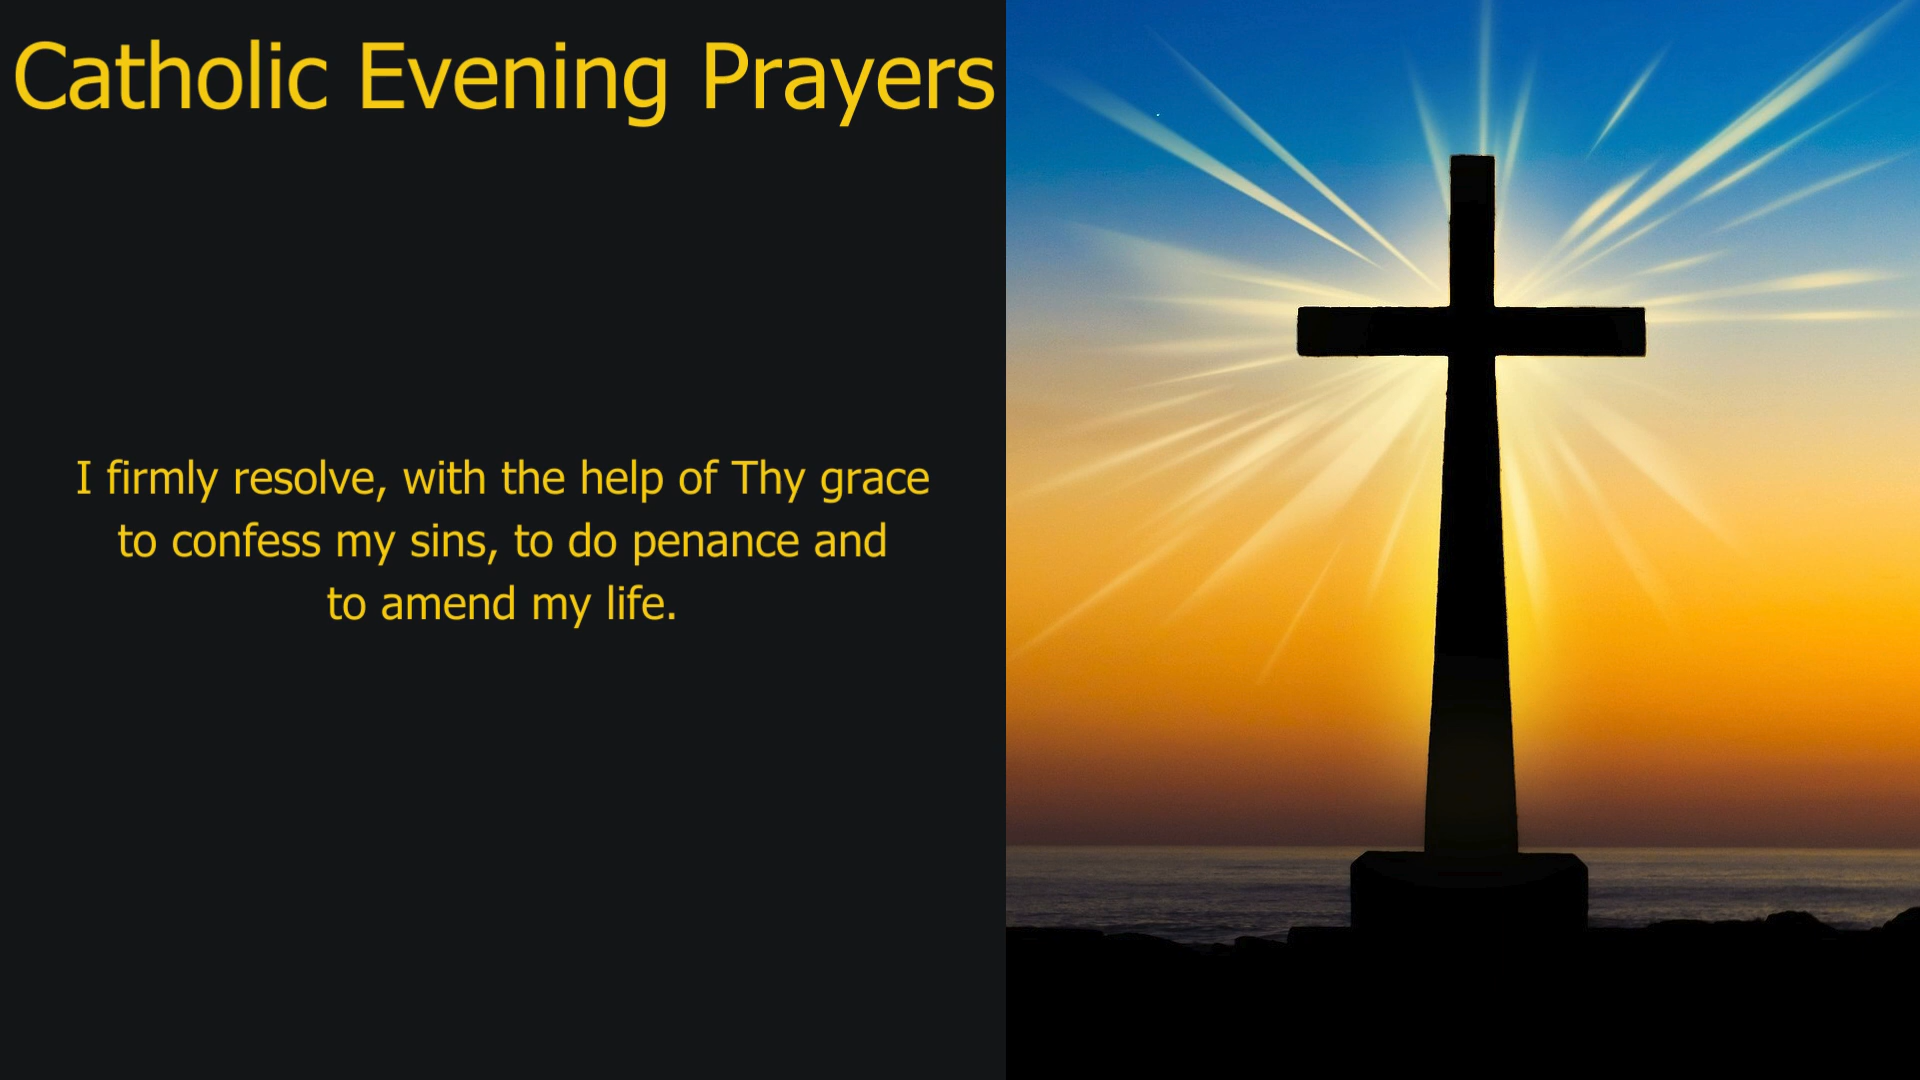 Catholic Evening Prayers
I firmly resolve, with the help of Thy grace
to confess my sins, to do penance and
to amend my life.